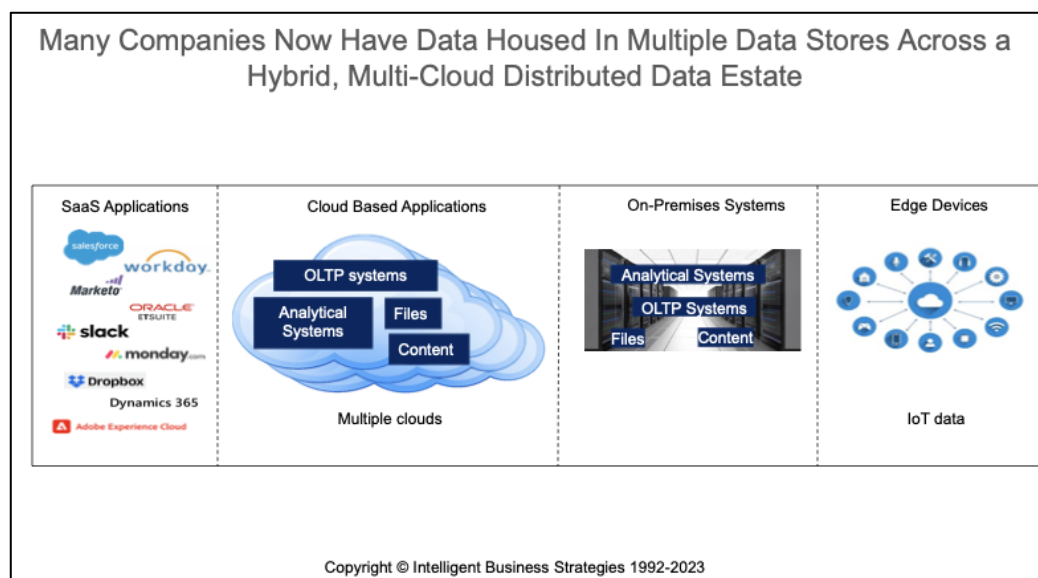 Many Companies Now Have Data Housed In Multiple Data Stores Across a
Hybrid, Multi-Cloud Distributed Data Estate
SaaS Applications
salesforce
workday
Marketo
ORACLE
ETSUITE
slack
monday.com
Dropbox
Dynamics 365
Adobe Experience Cloud
Cloud Based Applications
OLTP systems
Analytical
Systems
Files
Content
Multiple clouds
On-Premises Systems
Analytical Systems
OLTP Systems
Files
Content
Edge Devices
IoT data
Copyright © Intelligent Business Strategies 1992-2023